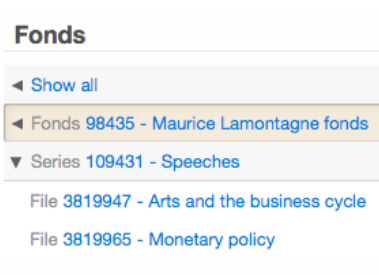 Fonds
Show all
Fonds 98435 - Maurice Lamontagne fonds
Series 109431 - Speeches
File 3819947 - Arts and the business cycle
File 3819965 - Monetary policy